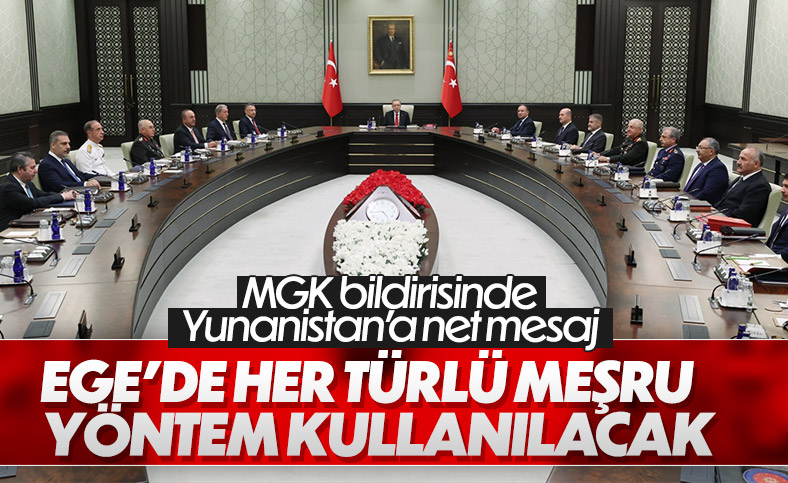 MGK bildirisinde
Yunanistan'a net mesaj
EGE'DE HER TÜRLÜ MEŞRU
YÖNTEM KULLANILACAK